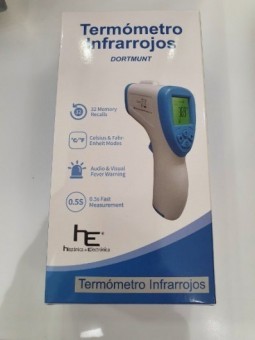 Termómetro
Infrarrojos
DORTMUNT
32 Memory
Recalls
°C/°F
Celsius & Fahr-
Enheit Modes
Audio & Visual
Fever Warning
0.5S
0.5s Fast
Measurement
hE
Termómetro Infrarrojos